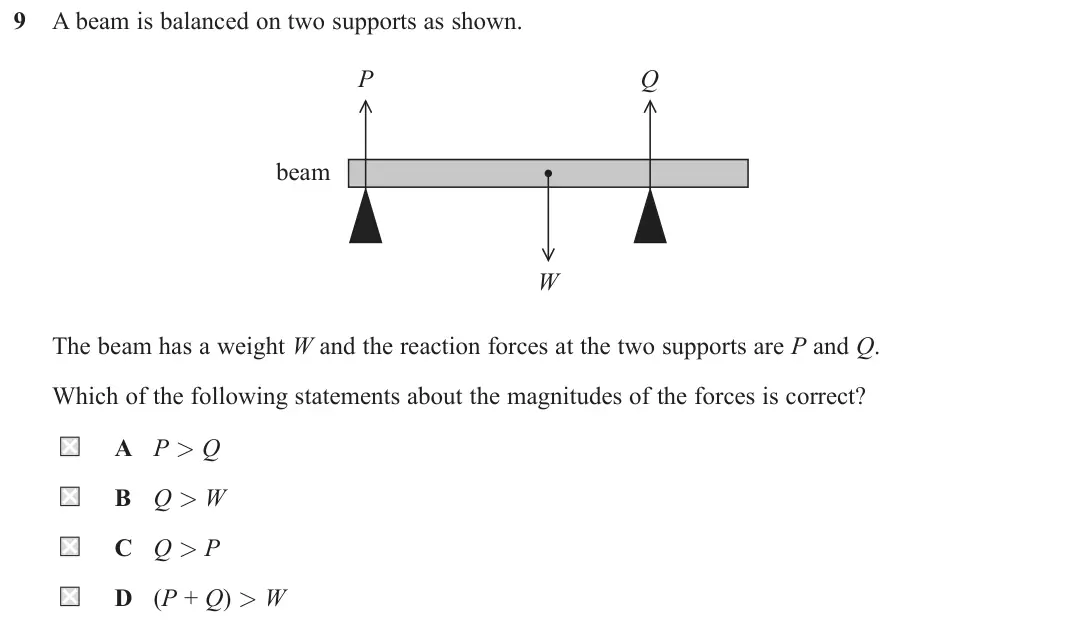 9 A beam is balanced on two supports as shown.
P Q
beam
W
The beam has a weight W and the reaction forces at the two supports are P and Q.
Which of the following statements about the magnitudes of the forces is correct?
A P > Q
B Q > W
C Q > P
D (P + Q) > W